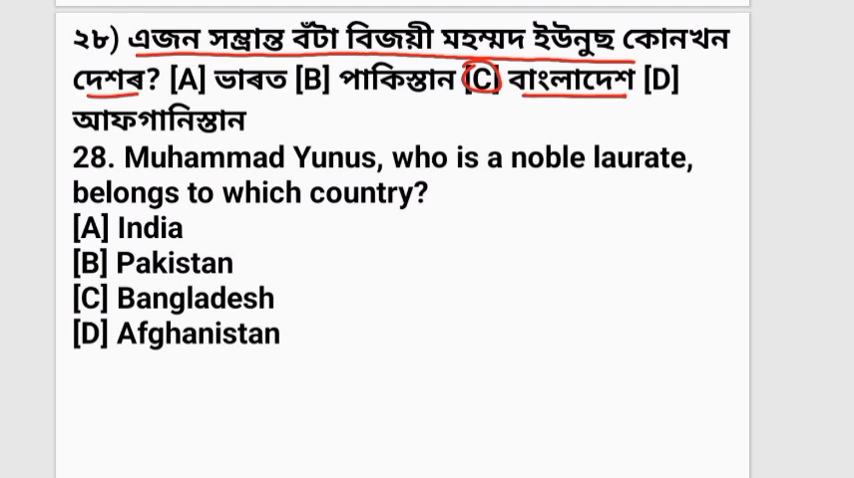 ২৮) এজন সম্ভ্ৰান্ত বঁটা বিজয়ী মহম্মদ ইউনুছ কোনখন
দেশৰ? [A] ভাৰত [B] পাকিস্তান [C] বাংলাদেশ [D]
আফগানিস্তান
28. Muhammad Yunus, who is a noble laurate,
belongs to which country?
[A] India
[B] Pakistan
[C] Bangladesh
[D] Afghanistan